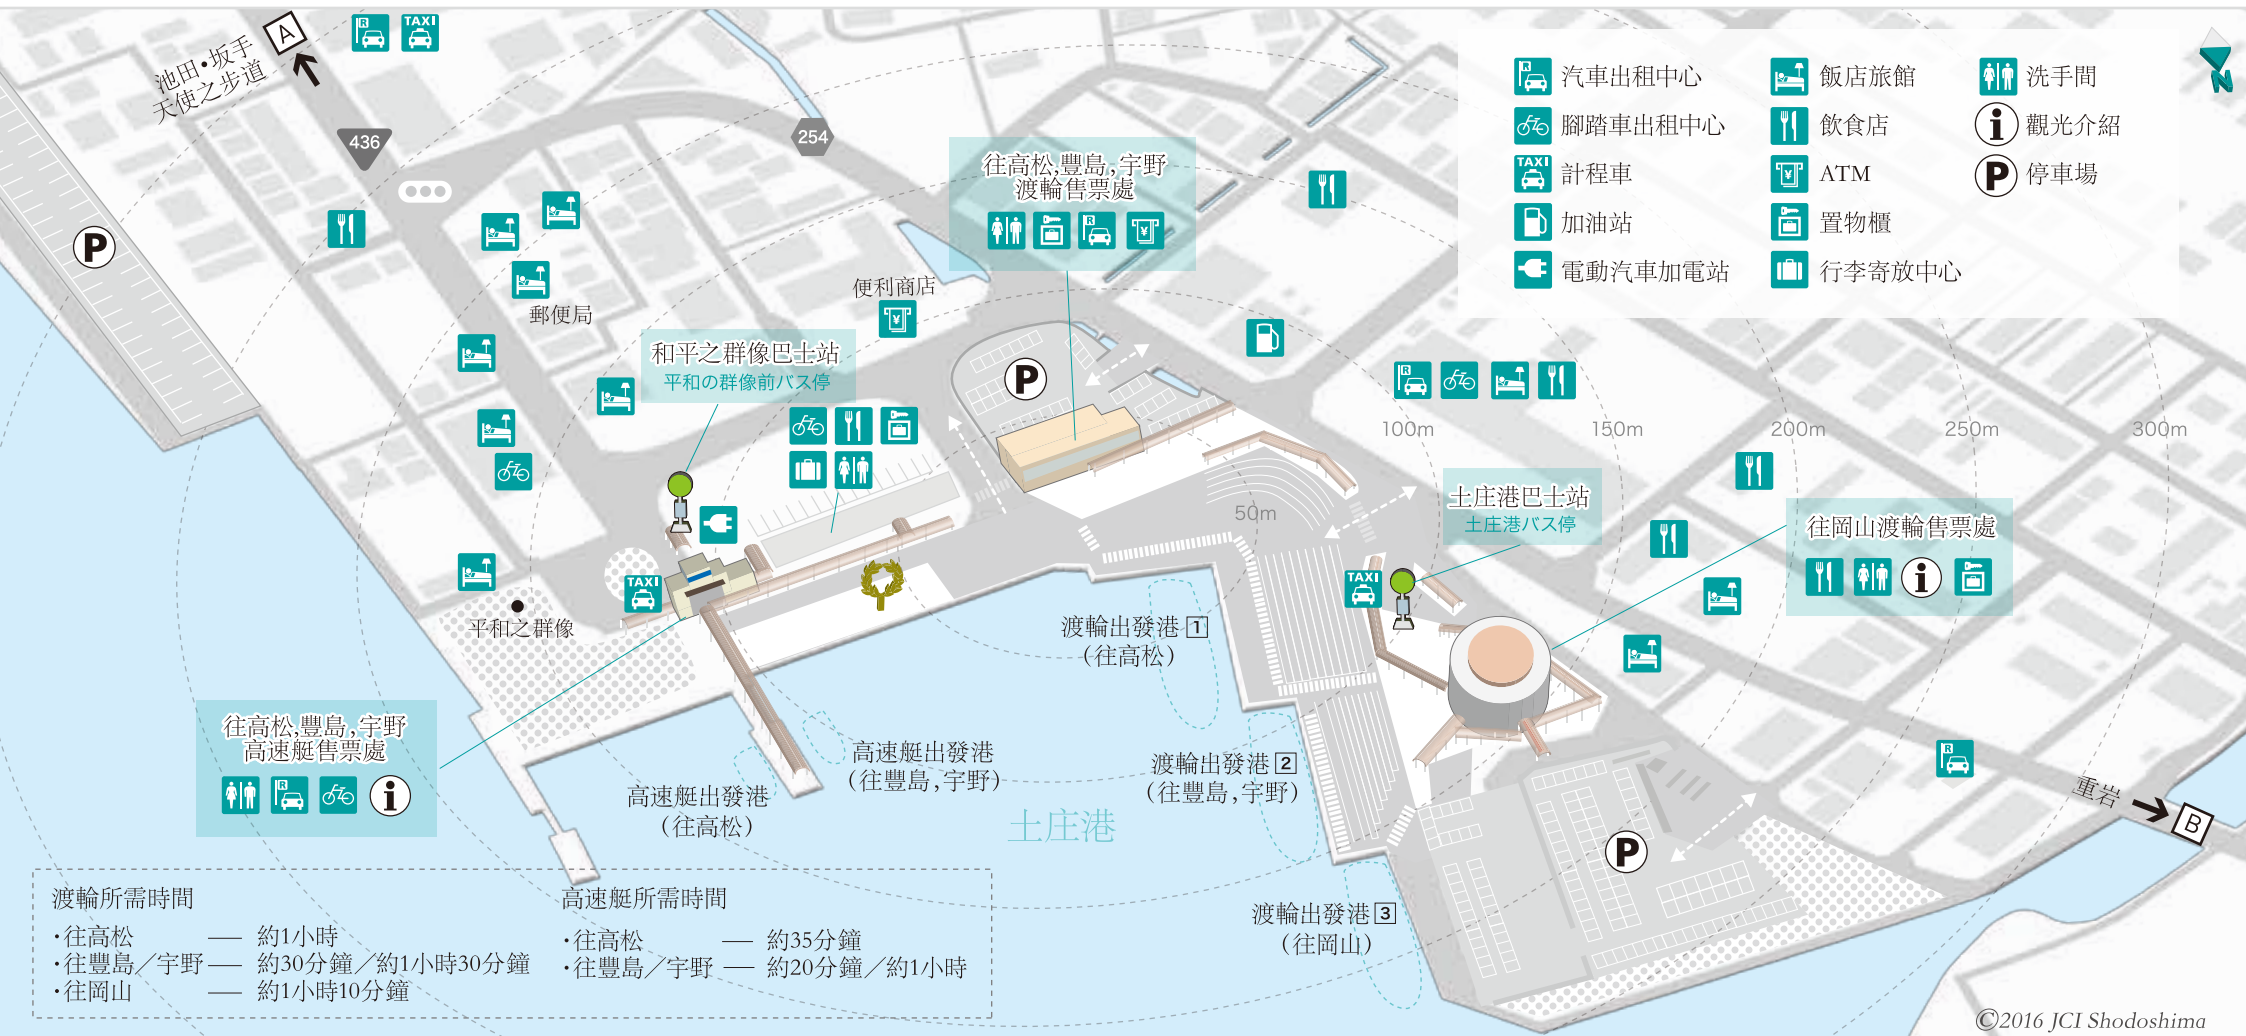 A
池田・坂手
天使之步道
R
TAXI
436
254
P
往高松,豐島,宇野
渡輪售票處
R
汽車出租中心
腳踏車出租中心
TAXI
計程車
加油站
電動汽車加電站
飯店旅館
飲食店
ATM
置物櫃
行李寄放中心
洗手間
觀光介紹
P
停車場
N
郵便局
便利商店
和平之群像巴士站
平和の群像前バス停
P
R
100m
150m
200m
250m
300m
50m
土庄港巴士站
土庄港バス停
往岡山渡輪售票處
TAXI
TAXI
平和之群像
渡輪出發港1
（往高松）
往高松,豐島,宇野
高速艇售票處
R
高速艇出發港
（往豐島,宇野）
高速艇出發港
（往高松）
渡輪出發港2
（往豐島,宇野）
土庄港
R
重岩
B
P
渡輪出發港3
（往岡山）
渡輪所需時間
・往高松 — 約1小時
・往豐島／宇野 — 約30分鐘／約1小時30分鐘
・往岡山 — 約1小時10分鐘
高速艇所需時間
・往高松 — 約35分鐘
・往豐島／宇野 — 約20分鐘／約1小時
©2016 JCI Shodoshima